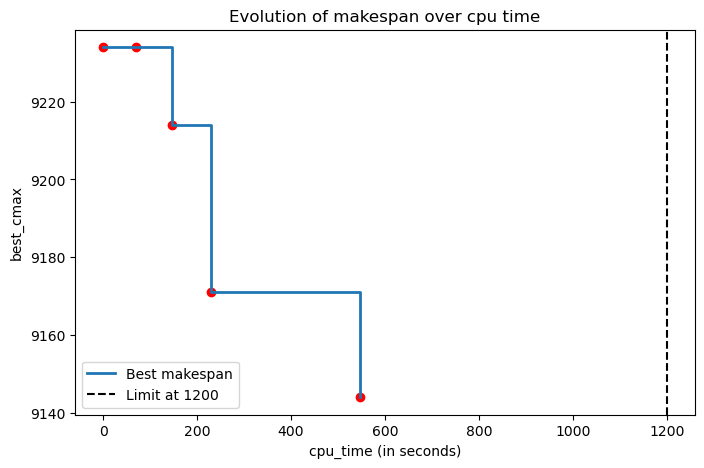 Evolution of makespan over cpu time
best_cmax
9220
9200
9180
9160
9140
Best makespan
Limit at 1200
0
200
400
600
800
1000
1200
cpu_time (in seconds)